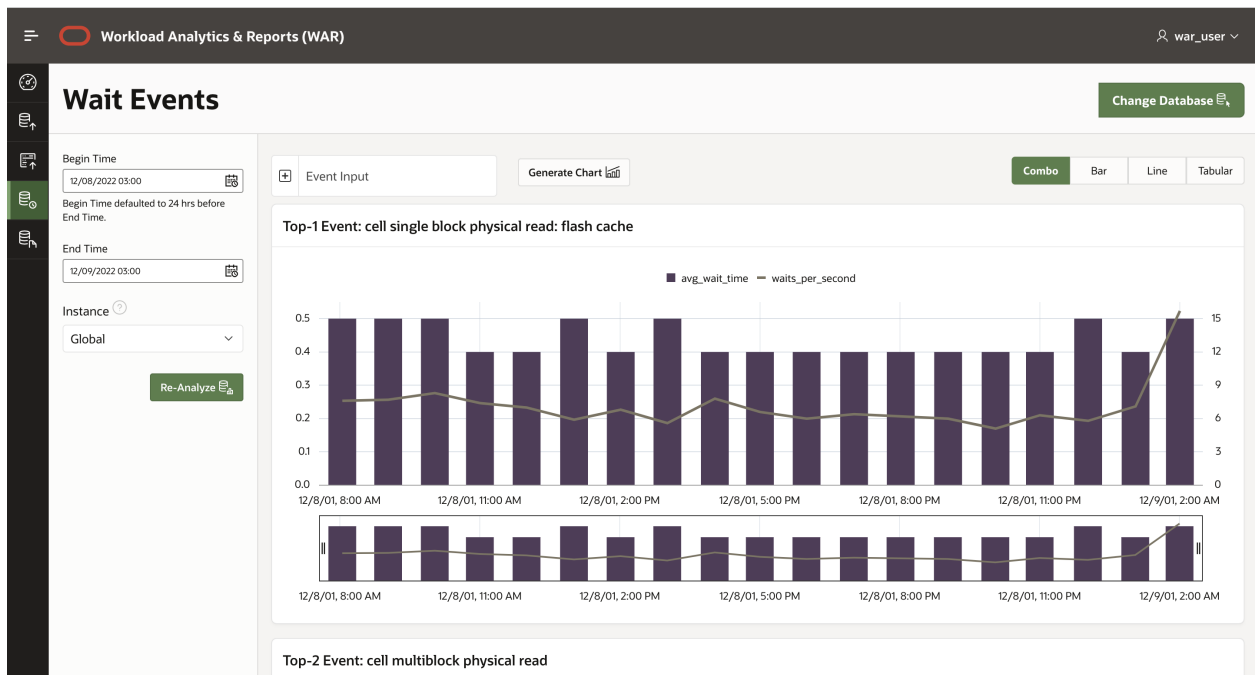 Workload Analytics & Reports (WAR)
war_user
Wait Events
Change Database
Begin Time
12/08/2022 03:00
Begin Time defaulted to 24 hrs before
End Time.
End Time
12/09/2022 03:00
Instance ?
Global
Re-Analyze
Event Input
Generate Chart
Combo Bar Line Tabular
Top-1 Event: cell single block physical read: flash cache
avg_wait_time waits_per_second
0.5 15
0.4 12
0.3 9
0.2 6
0.1 3
0.0 0
12/8/01, 8:00 AM 12/8/01, 11:00 AM 12/8/01, 2:00 PM 12/8/01, 5:00 PM 12/8/01, 8:00 PM 12/8/01, 11:00 PM 12/9/01, 2:00 AM
12/8/01, 8:00 AM 12/8/01, 11:00 AM 12/8/01, 2:00 PM 12/8/01, 5:00 PM 12/8/01, 8:00 PM 12/8/01, 11:00 PM 12/9/01, 2:00 AM
Top-2 Event: cell multiblock physical read